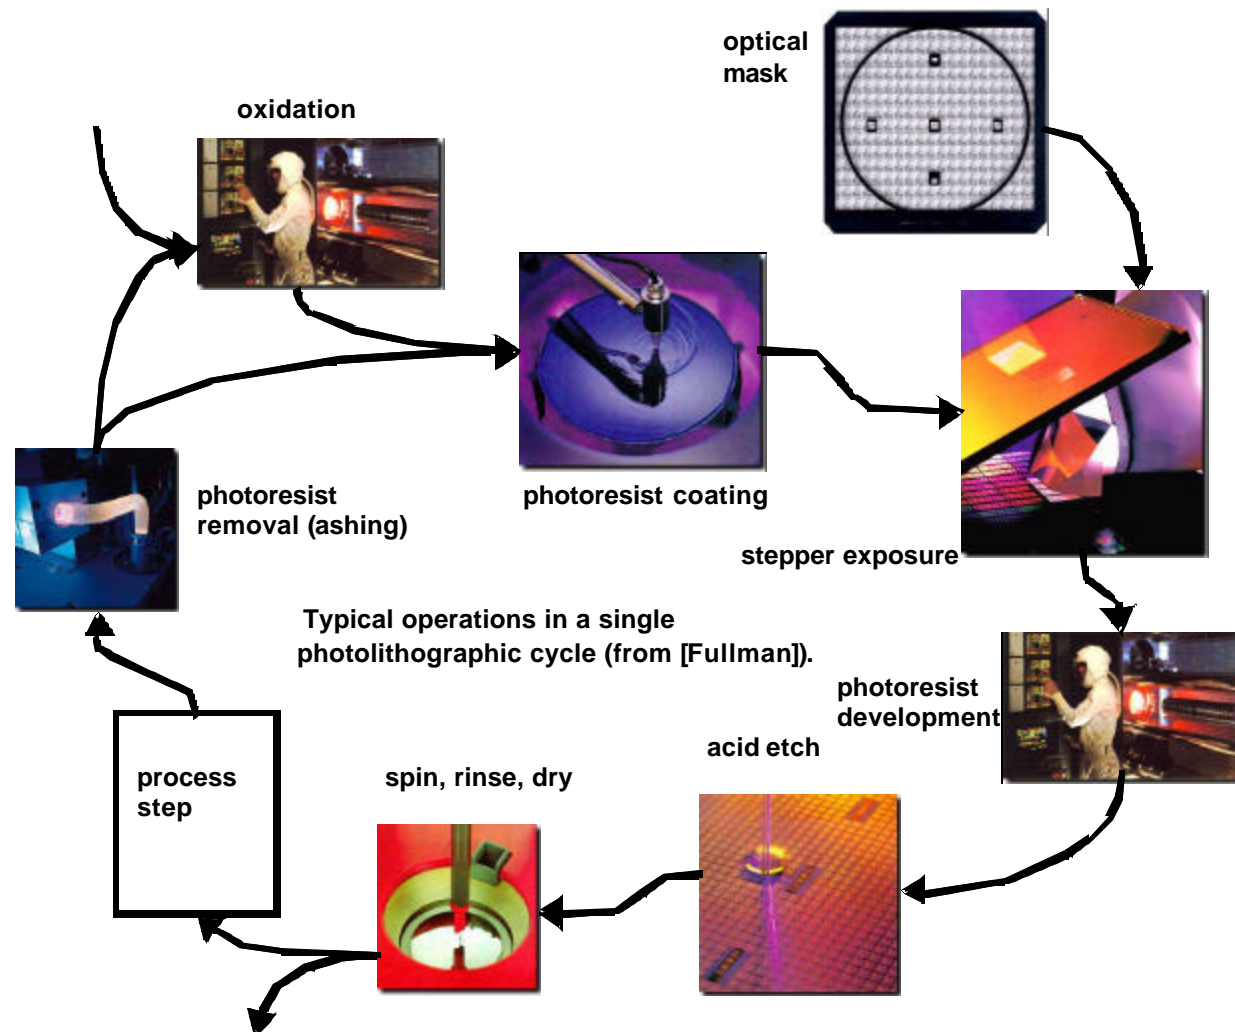 optical
mask
oxidation
photoresist
removal (ashing)
photoresist coating
stepper exposure
Typical operations in a single
photolithographic cycle (from [Fullman]).
photoresist
development
acid etch
spin, rinse, dry
process
step